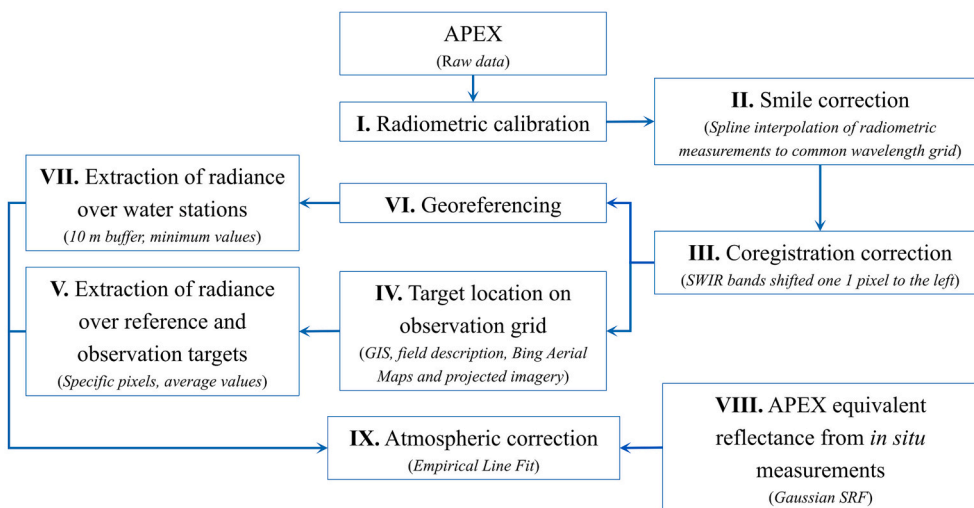 APEX
(Raw data)
I. Radiometric calibration
II. Smile correction
(Spline interpolation of radiometric
measurements to common wavelength grid)
III. Coregistration correction
(SWIR bands shifted one 1 pixel to the left)
VII. Extraction of radiance
over water stations
(10 m buffer, minimum values)
VI. Georeferencing
V. Extraction of radiance
over reference and
observation targets
(Specific pixels, average values)
IV. Target location on
observation grid
(GIS, field description, Bing Aerial
Maps and projected imagery)
VIII. APEX equivalent
reflectance from in situ
measurements
(Gaussian SRF)
IX. Atmospheric correction
(Empirical Line Fit)